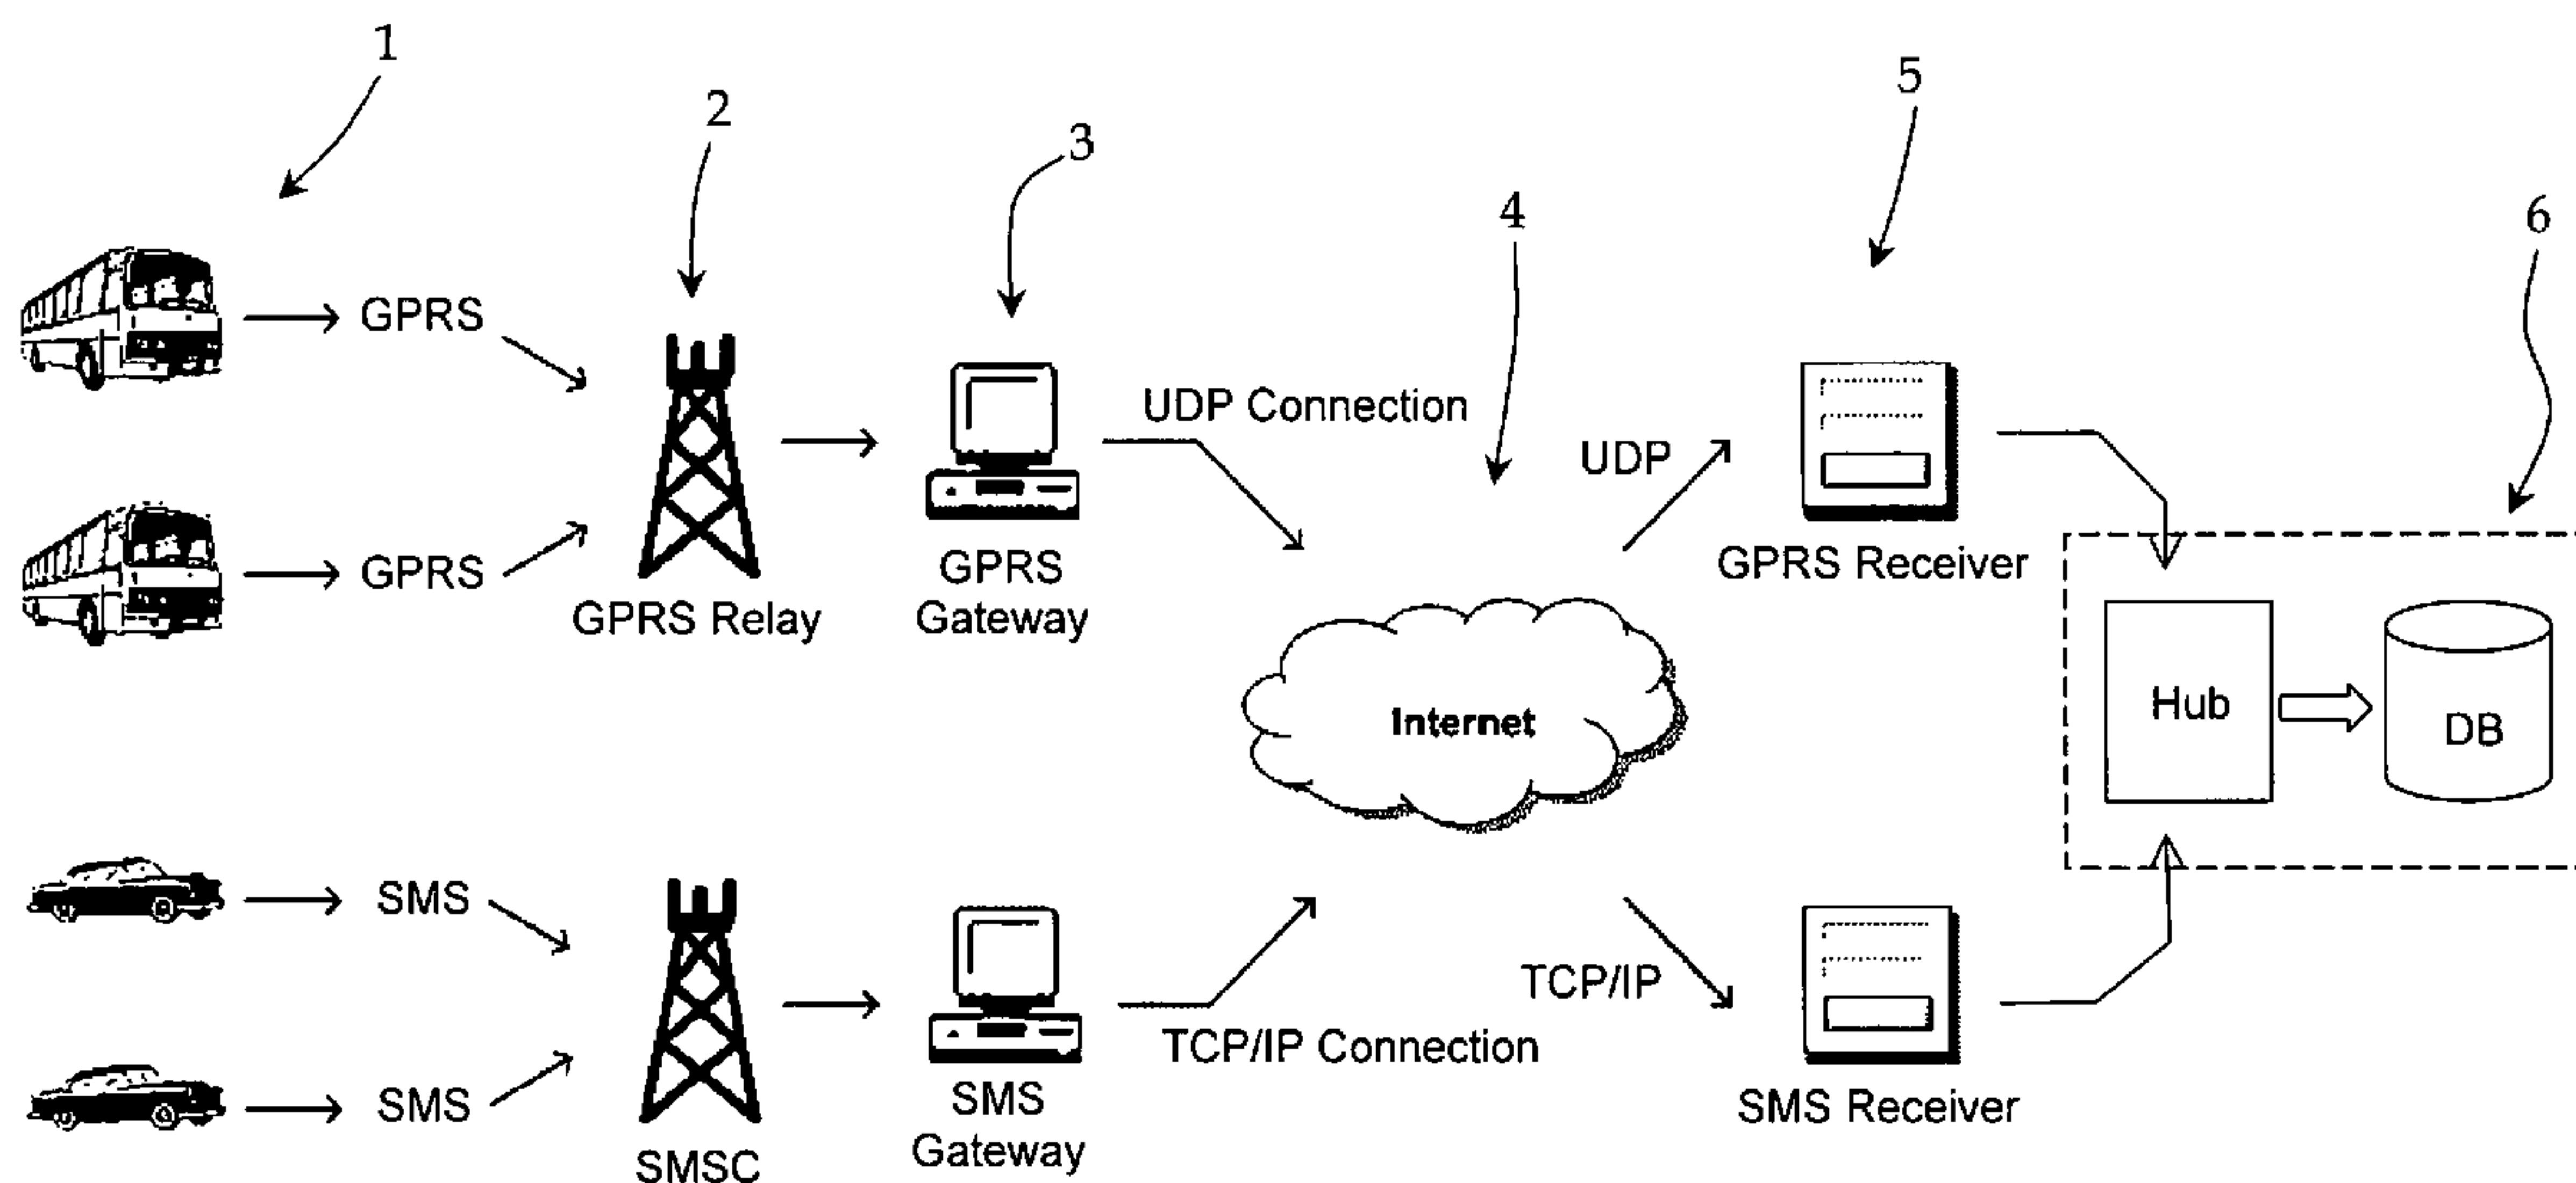 1
2
3
4
5
6
GPRS
GPRS
GPRS Relay
GPRS
Gateway
UDP Connection
UDP
GPRS Receiver
Internet
Hub
DB
SMS
SMS
SMSC
SMS
Gateway
TCP/IP Connection
TCP/IP
SMS Receiver